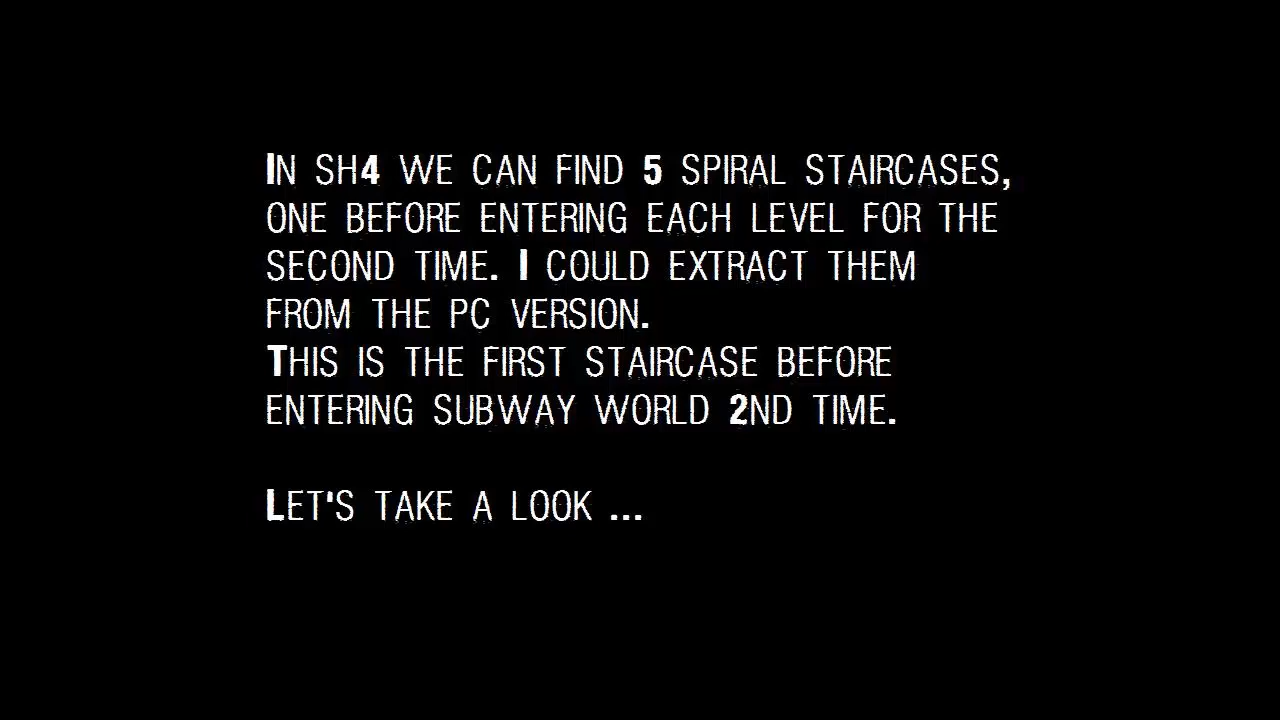 In SH4 we can find 5 spiral staircases,
one before entering each level for the
second time. I could extract them
from the PC version.
This is the first staircase before
entering Subway World 2nd time.
Let's take a look ...